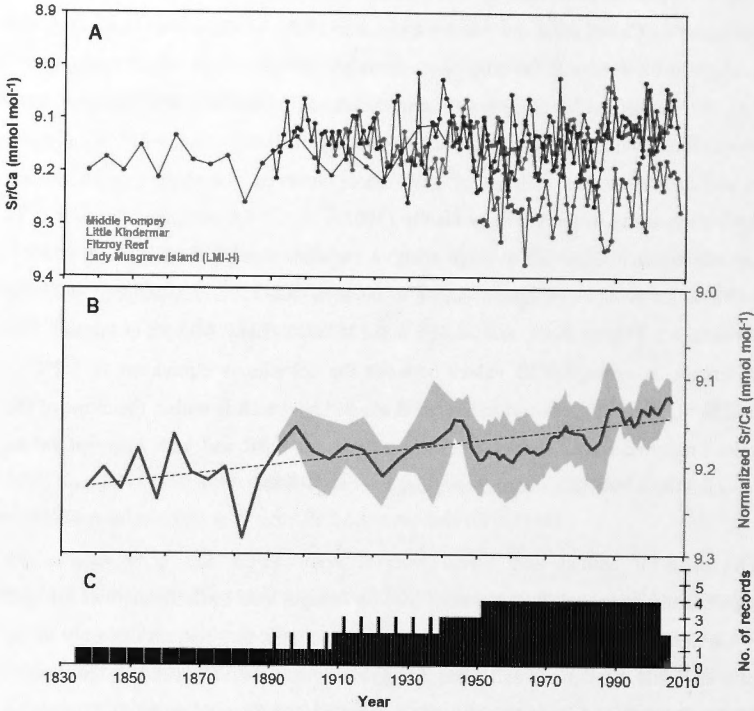 8.9
A
9.0
9.1
9.2
9.3
9.4
Sr/Ca (mmol mol⁻¹)
Middle Pompey
Little Kindermar
Fitzroy Reef
Lady Musgrave Island (LMI-H)
B
9.0
9.1
9.2
9.3
Normalized Sr/Ca (mmol mol⁻¹)
C
5
4
3
2
1
0
No. of records
1830 1850 1870 1890 1910 1930 1950 1970 1990 2010
Year